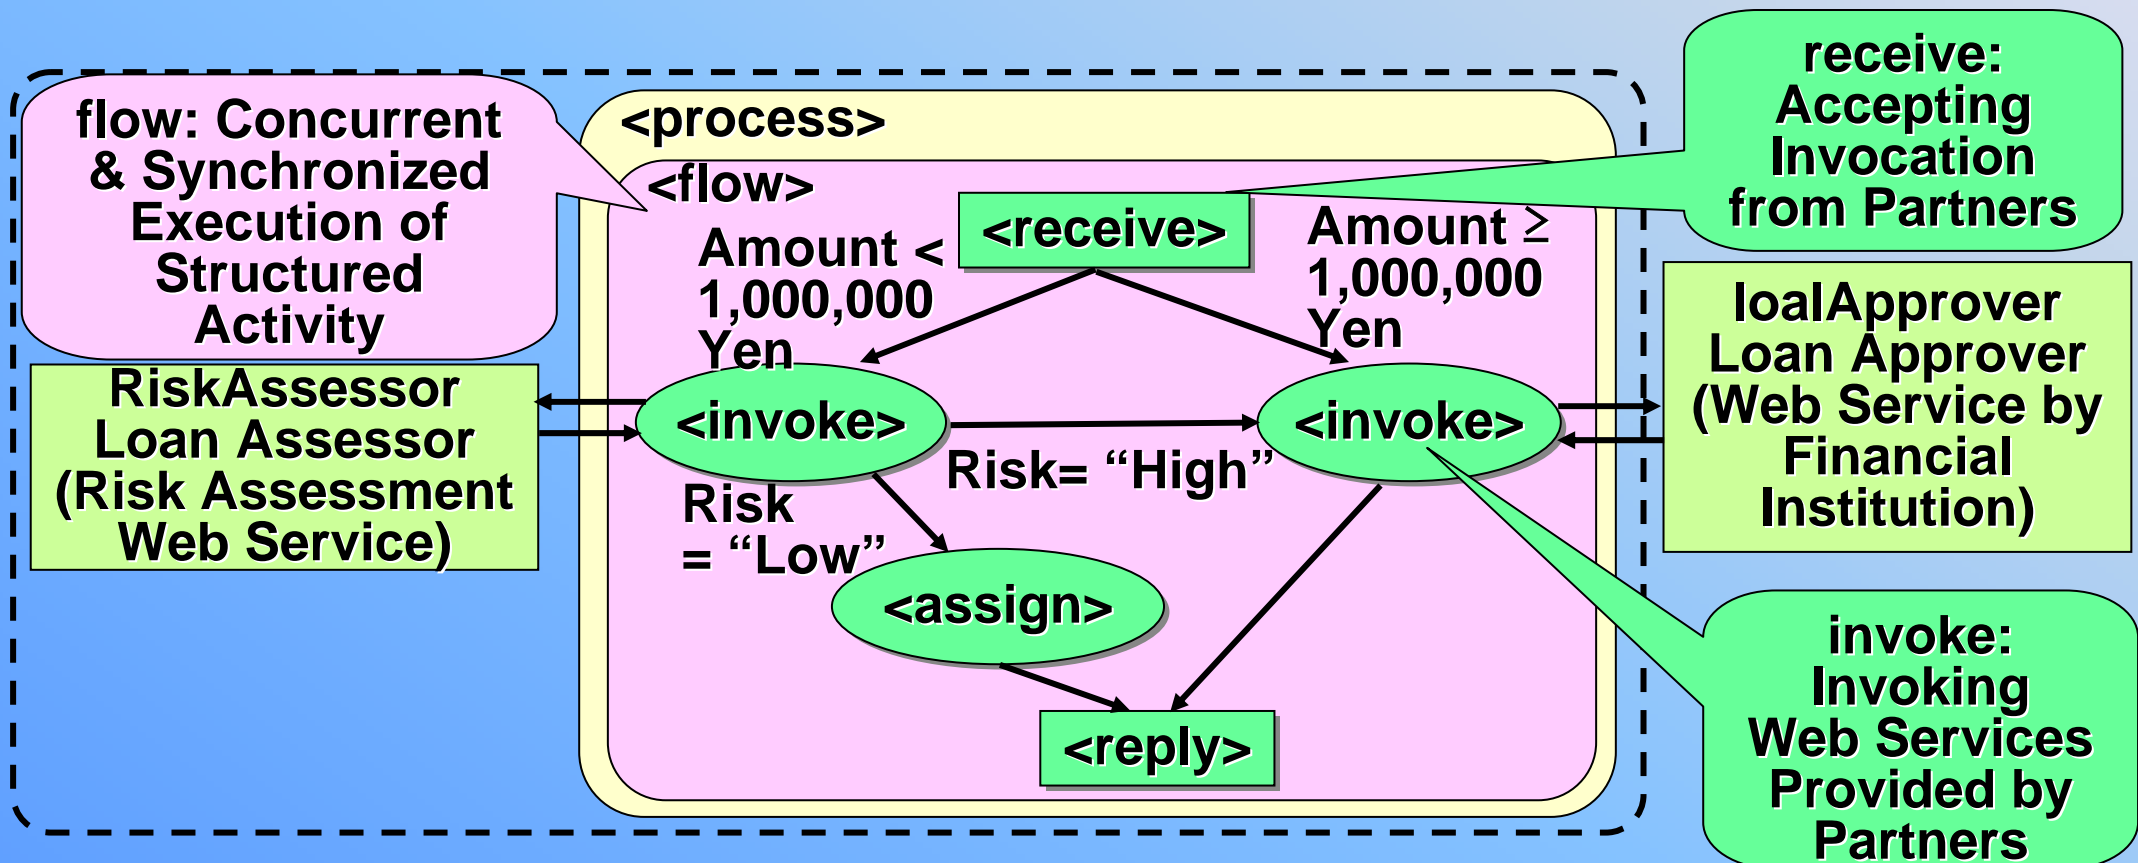 flow: Concurrent
& Synchronized
Execution of
Structured
Activity
<process>
<flow>
<receive>
Amount <
1,000,000
Yen
Amount ≥
1,000,000
Yen
receive:
Accepting
Invocation
from Partners
RiskAssessor
Loan Assessor
(Risk Assessment
Web Service)
<invoke>
<invoke>
loalApprover
Loan Approver
(Web Service by
Financial
Institution)
Risk= “High”
Risk
= “Low”
<assign>
<reply>
invoke:
Invoking
Web Services
Provided by
Partners